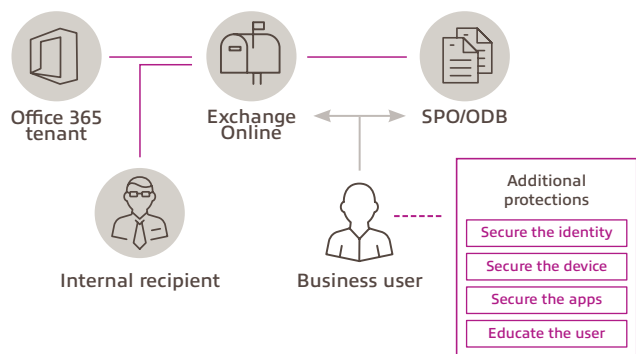 Office 365
tenant
Exchange
Online
SPO/ODB
Internal recipient
Business user
Additional
protections
Secure the identity
Secure the device
Secure the apps
Educate the user